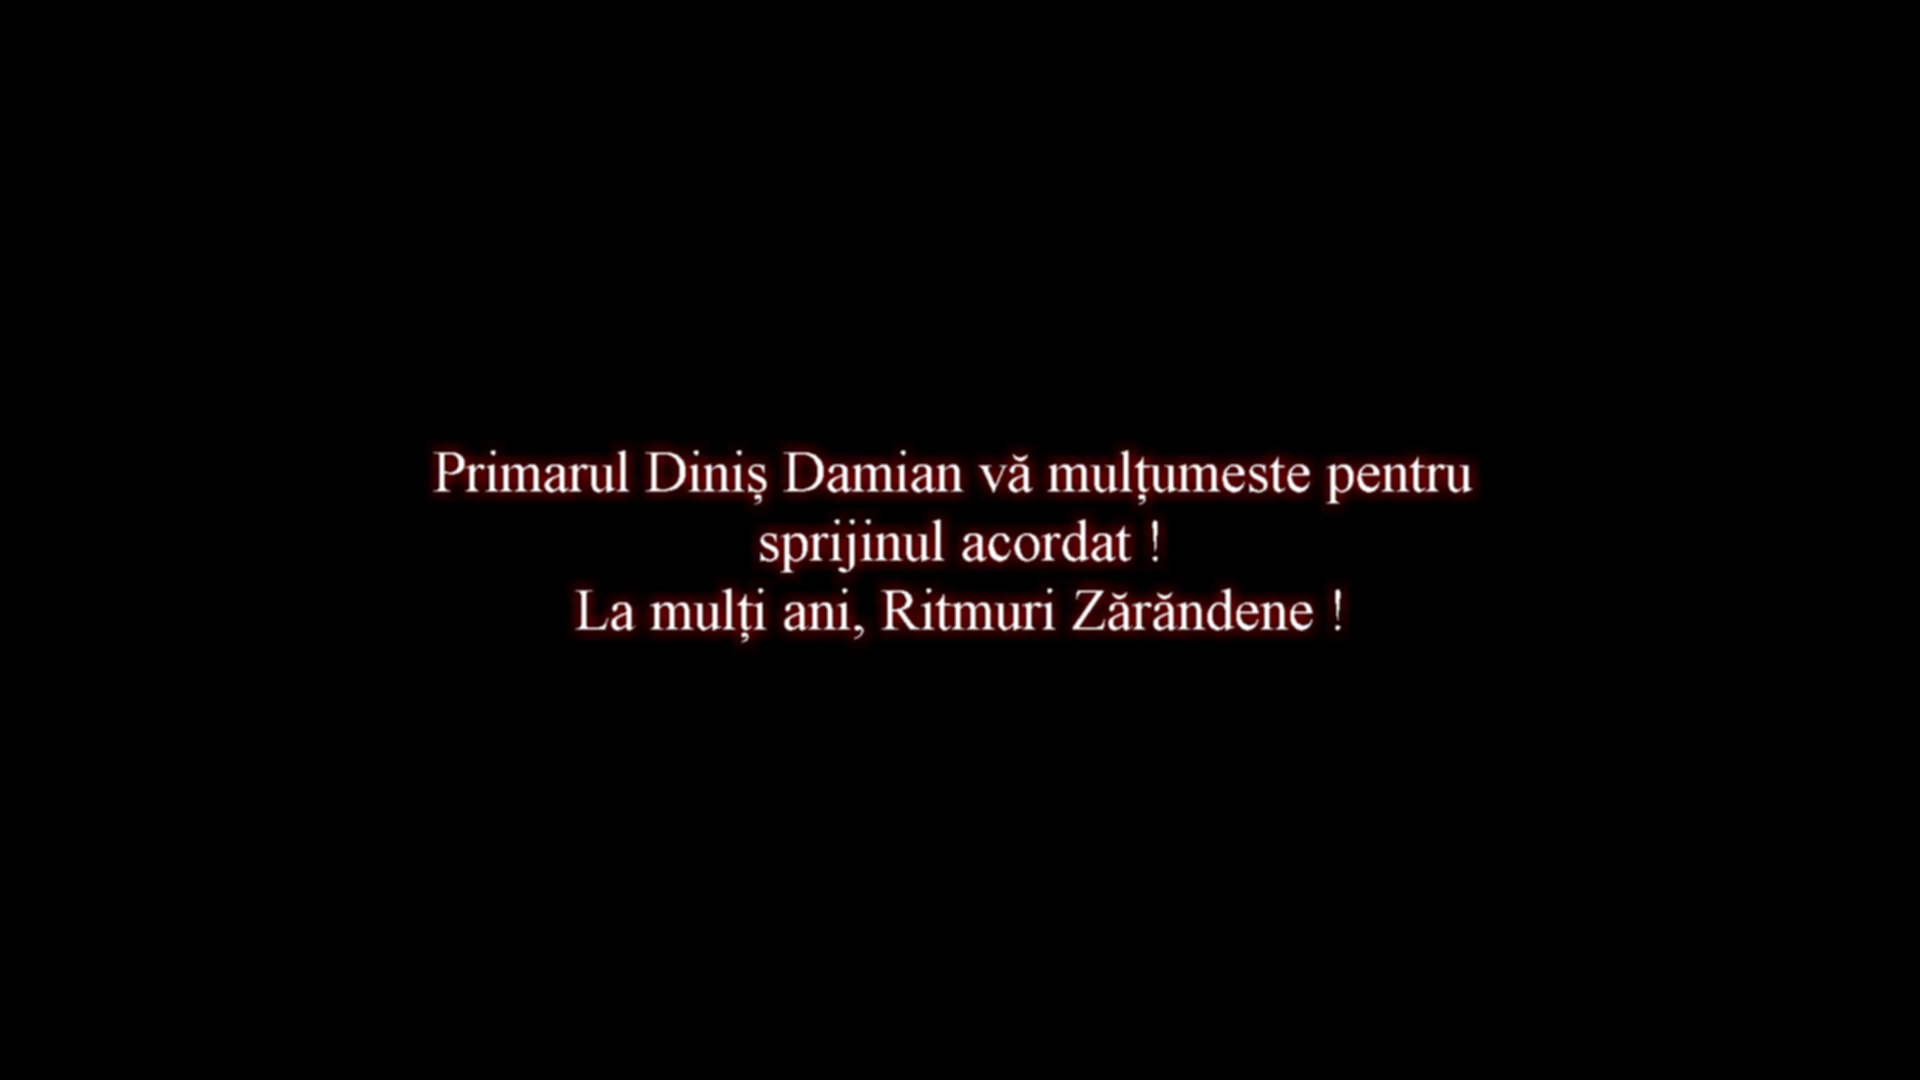 Primarul Diniș Damian vă mulțumeste pentru
sprijinul acordat !
La mulți ani, Ritmuri Zărăndene !